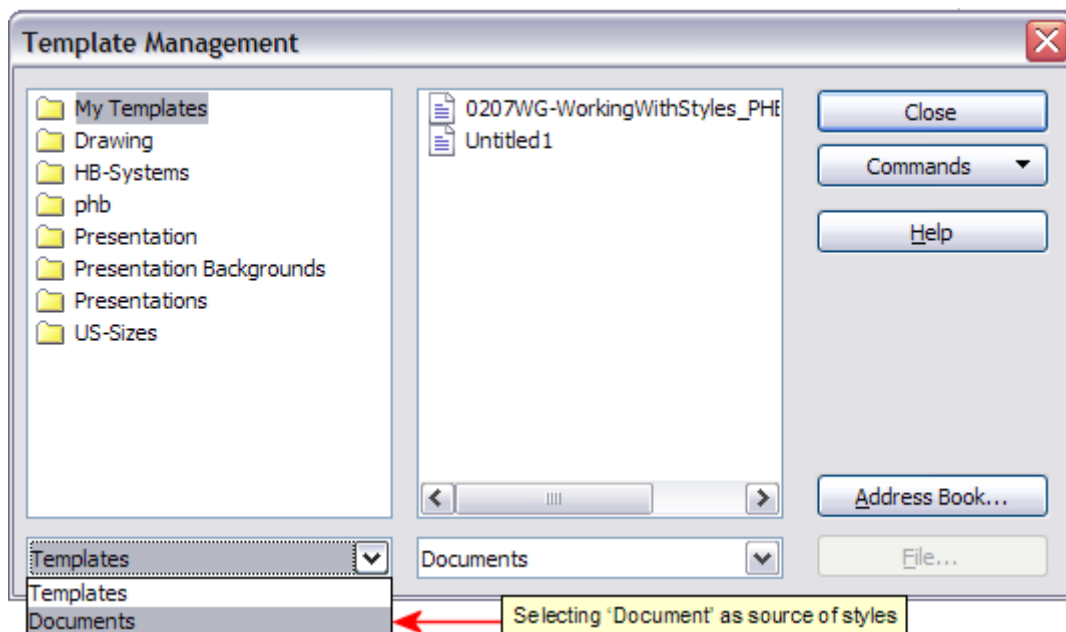 Template Management
My Templates
Drawing
HB-Systems
phb
Presentation
Presentation Backgrounds
Presentations
US-Sizes
0207WG-WorkingWithStyles_PHB
Untitled1
Close
Commands
Help
Address Book...
File...
Templates
Documents
Templates
Documents
Selecting ‘Document’ as source of styles